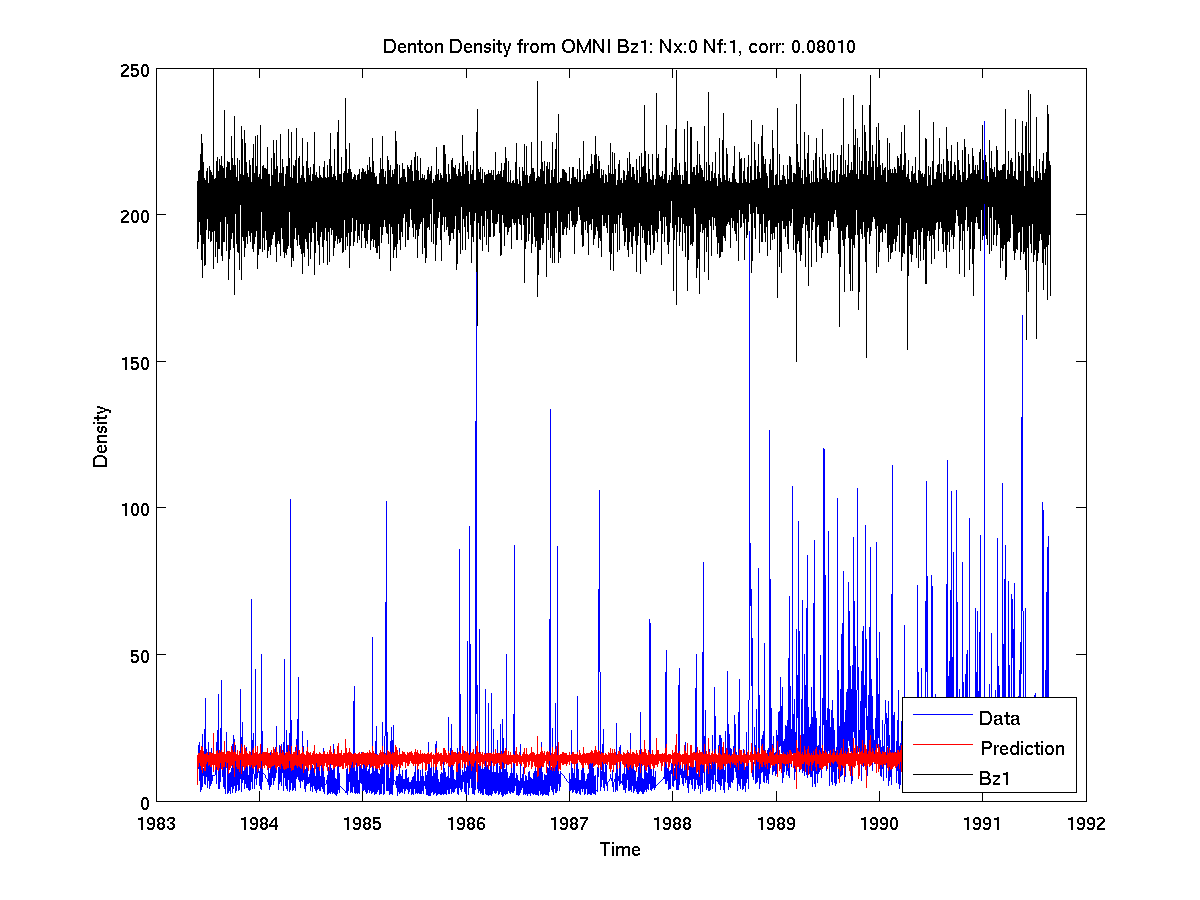 Denton Density from OMNI Bz1: Nx:0 Nf:1, corr: 0.08010
250
200
150
100
50
0
Density
1983 1984 1985 1986 1987 1988 1989 1990 1991 1992
Time
Data
Prediction
Bz1